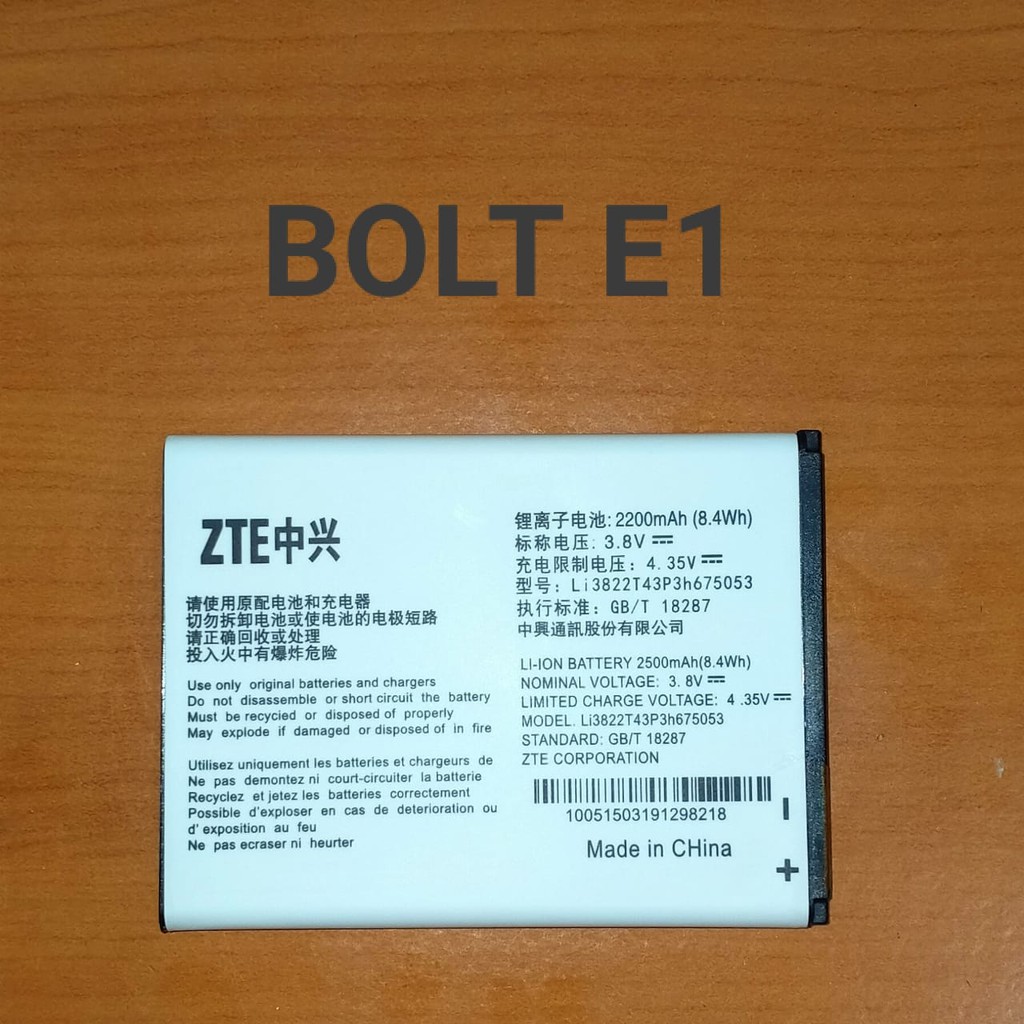 BOLT E1
ZTE中兴
请使用原配电池和充电器
切勿拆卸电池或使电池的电极短路
请正确回收或处理
投入火中有爆炸危险
Use only original batteries and chargers
Do not disassemble or short circuit the battery
Must be recycled or disposed of properly
May explode if damaged or disposed of in fire
Utilisez uniquement les batteries et chargeurs de
Ne pas demontez ni court-circuiter la batterie
Recyclez et jetez les batteries correctement
Possible d'exploser en cas de deterioration ou
d' exposition au feu
Ne pas ecraser ni heurter
锂离子电池: 2200mAh (8.4Wh)
标称电压: 3.8V ⎓
充电限制电压: 4.35V ⎓
型号: Li3822T43P3h675053
执行标准: GB/T 18287
中興通訊股份有限公司
LI-ION BATTERY 2500mAh(8.4Wh)
NOMINAL VOLTAGE: 3.8V ⎓
LIMITED CHARGE VOLTAGE: 4 .35V ⎓
MODEL. Li3822T43P3h675053
STANDARD: GB/T 18287
ZTE CORPORATION
10051503191298218
Made in CHina
−
+